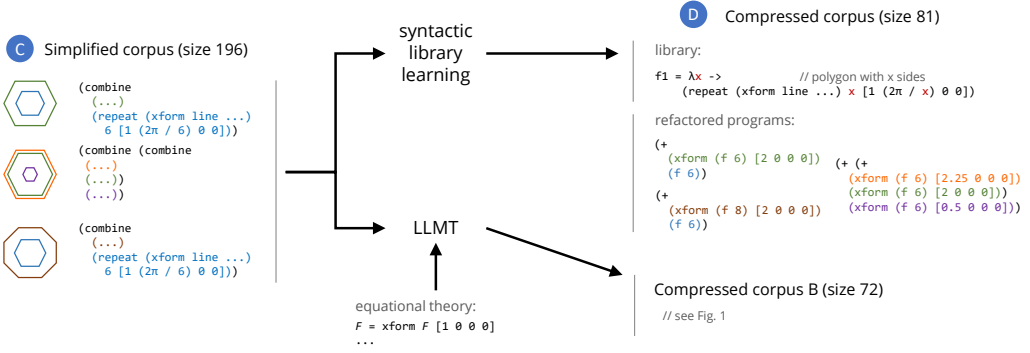 C Simplified corpus (size 196)
(combine
(...)
(repeat (xform line ...)
6 [1 (2π / 6) 0 0]))
(combine (combine
(...)
(...))
(...))
(combine
(...)
(repeat (xform line ...)
6 [1 (2π / 6) 0 0]))
syntactic
library
learning
LLMT
equational theory:
F = xform F [1 0 0 0]
...
D Compressed corpus (size 81)
library:
f1 = λx -> // polygon with x sides
(repeat (xform line ...) x [1 (2π / x) 0 0])
refactored programs:
(+
(xform (f 6) [2 0 0 0])
(f 6))
(+
(xform (f 8) [2 0 0 0])
(f 6))
(+ (+
(xform (f 6) [2.25 0 0 0])
(xform (f 6) [2 0 0 0]))
(xform (f 6) [0.5 0 0 0]))
Compressed corpus B (size 72)
// see Fig. 1